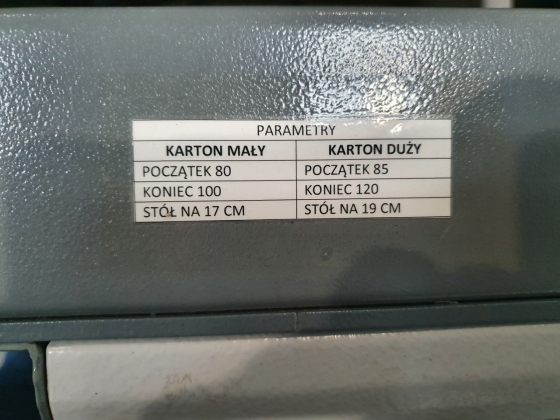 PARAMETRY
KARTON MAŁY KARTON DUŻY
POCZĄTEK 80 POCZĄTEK 85
KONIEC 100 KONIEC 120
STÓŁ NA 17 CM STÓŁ NA 19 CM